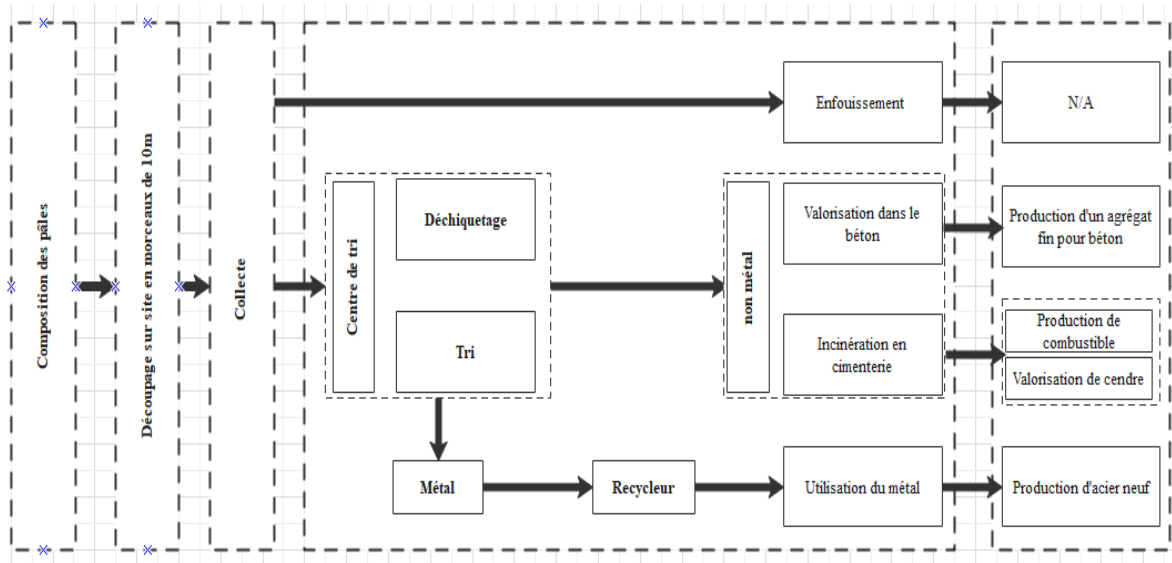 Composition des pâles
Découpage sur site en morceaux de 10m
Collecte
Enfouissement
N/A
Centre de tri
Déchiquetage
Tri
non métal
Valorisation dans le
béton
Production d'un agrégat
fin pour béton
Incinération en
cimenterie
Production de
combustible
Valorisation de cendre
Métal
Recycleur
Utilisation du métal
Production d'acier neuf